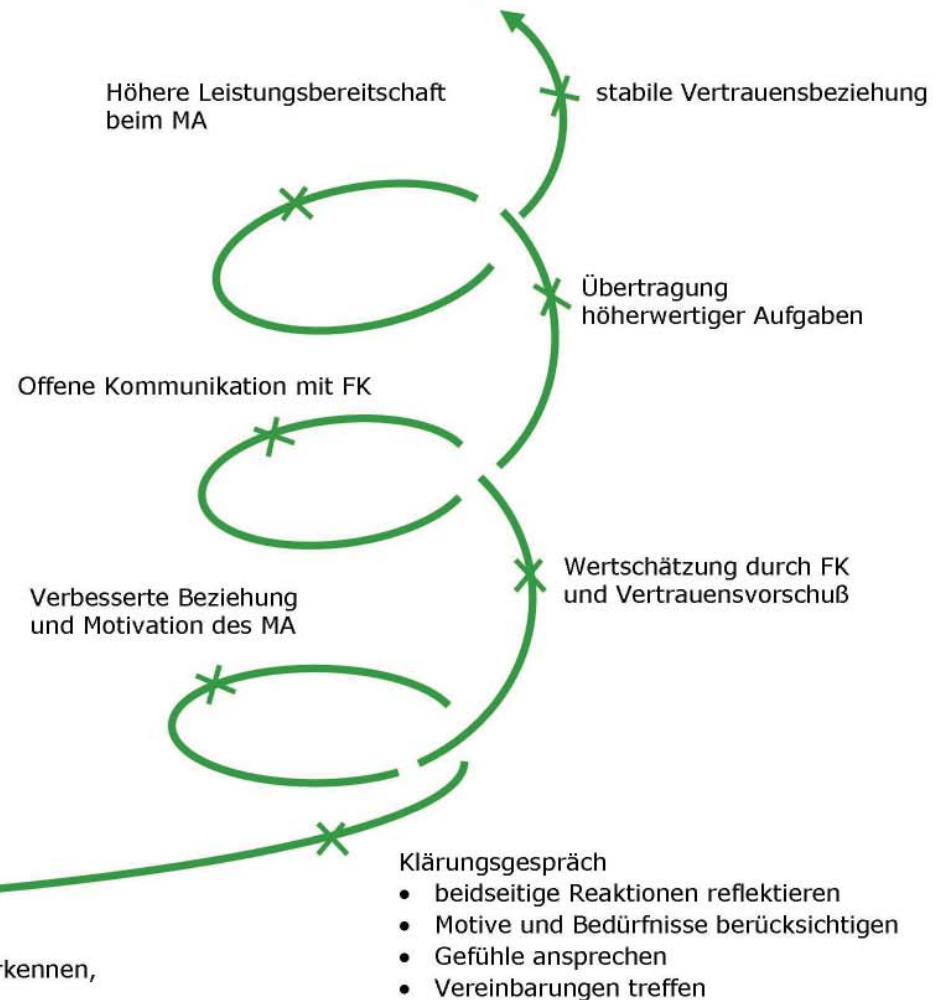 Höhere Leistungsbereitschaft
beim MA
stabile Vertrauensbeziehung
Übertragung
höherwertiger Aufgaben
Offene Kommunikation mit FK
Wertschätzung durch FK
und Vertrauensvorschuß
Verbesserte Beziehung
und Motivation des MA
Klärungsgespräch
• beidseitige Reaktionen reflektieren
• Motive und Bedürfnisse berücksichtigen
• Gefühle ansprechen
• Vereinbarungen treffen
rkennen,